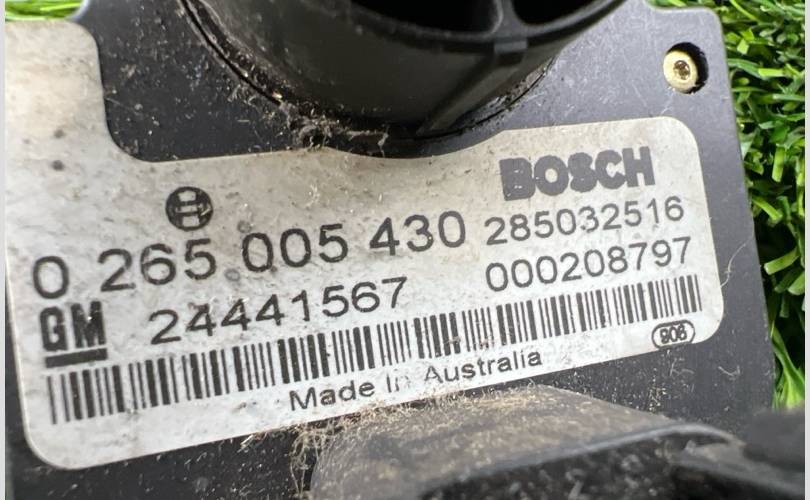 BOSCH
0 265 005 430 285032516
GM 24441567 000208797
Made In Australia
908